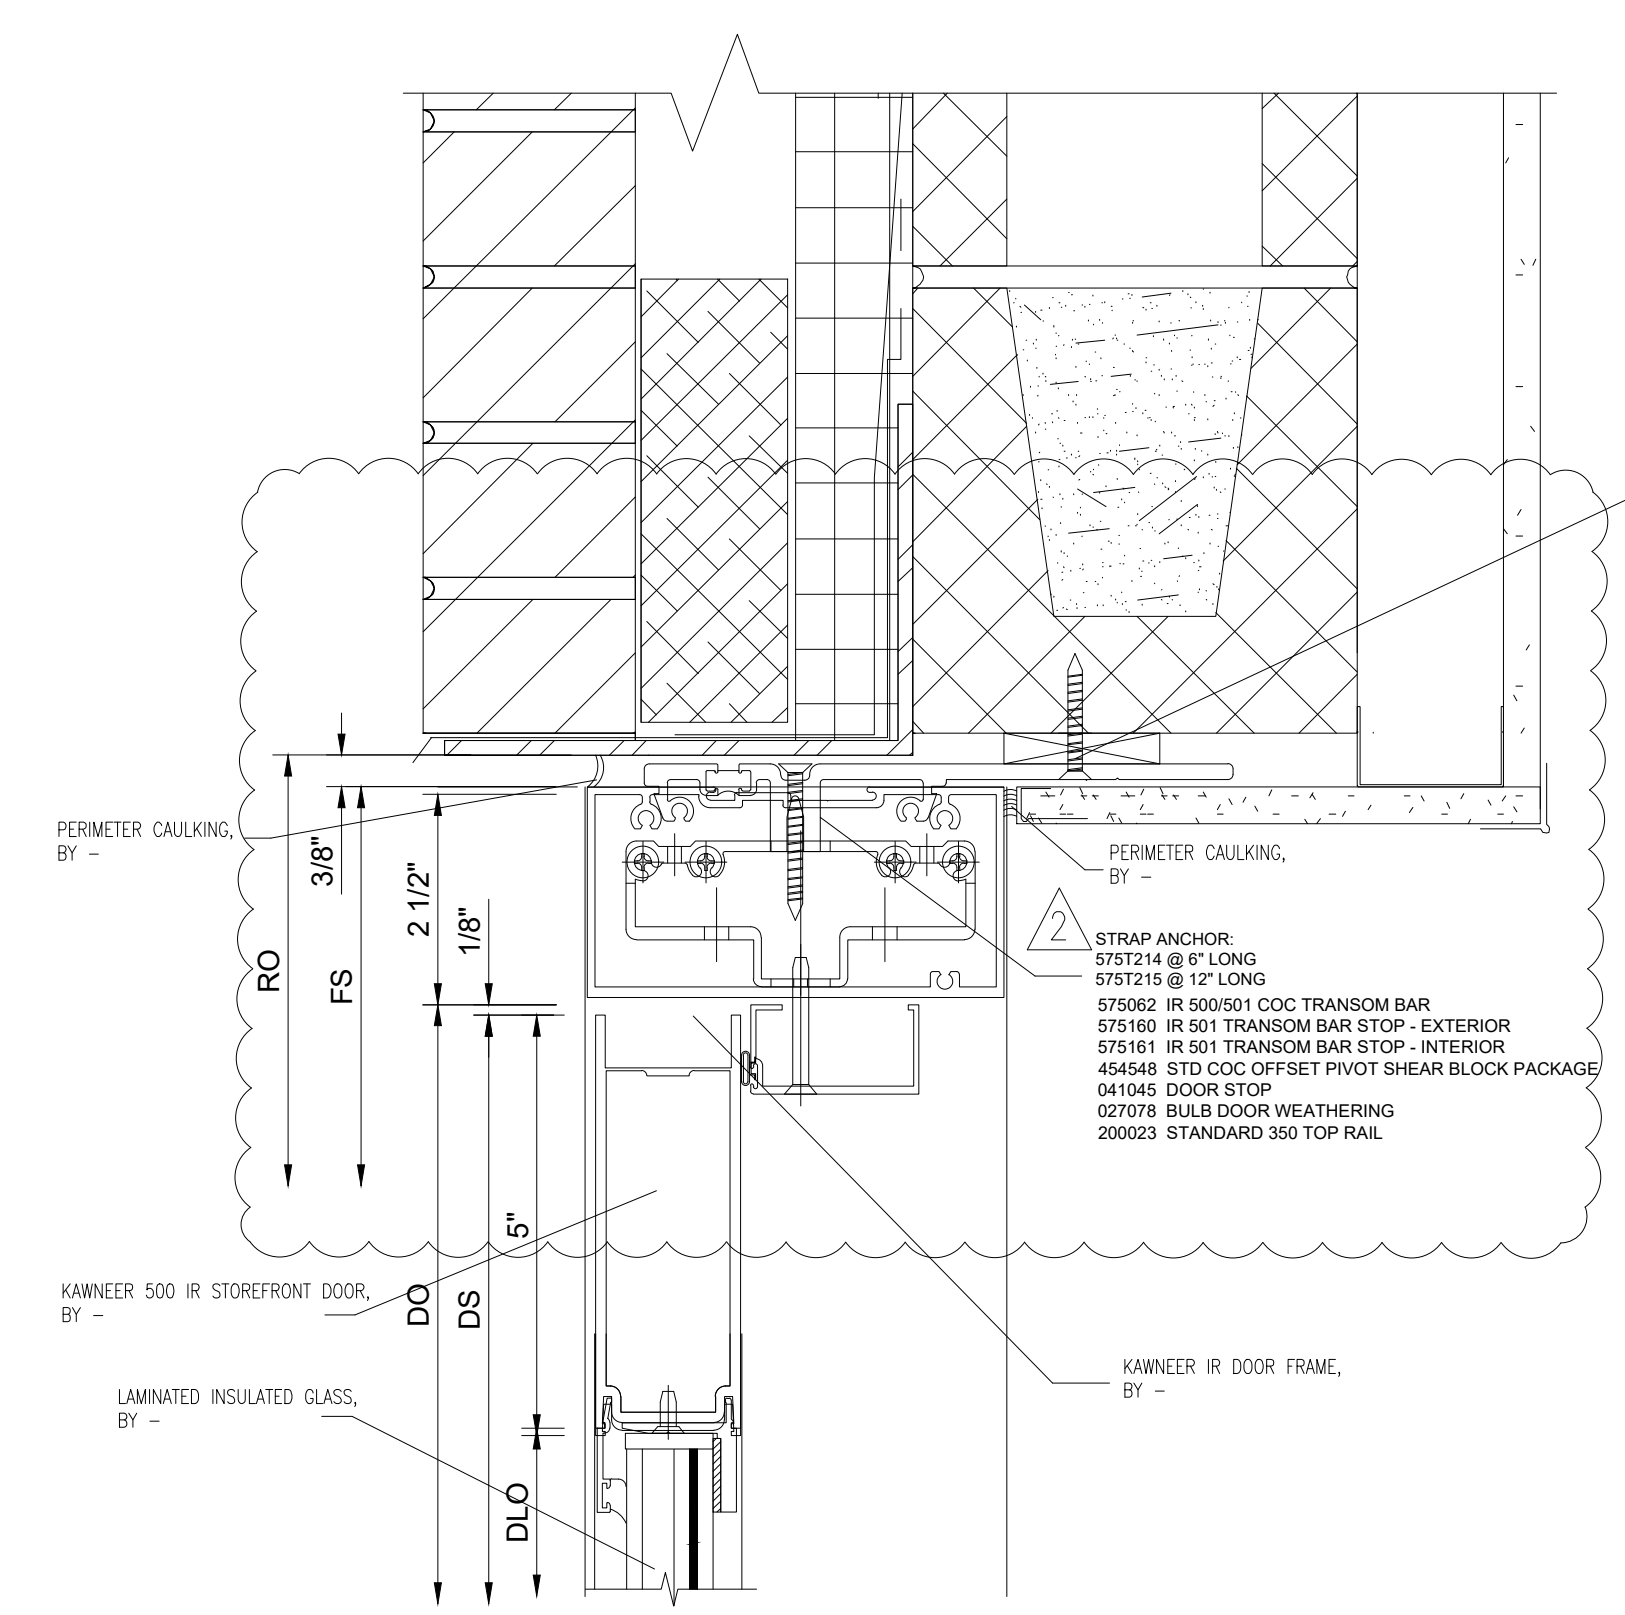 PERIMETER CAULKING,
BY -
3/8"
2 1/2"
1/8"
RO
FS
PERIMETER CAULKING,
BY -
2
STRAP ANCHOR:
575T214 @ 6" LONG
575T215 @ 12" LONG
575062 IR 500/501 COC TRANSOM BAR
575160 IR 501 TRANSOM BAR STOP - EXTERIOR
575161 IR 501 TRANSOM BAR STOP - INTERIOR
454548 STD COC OFFSET PIVOT SHEAR BLOCK PACKAGE
041045 DOOR STOP
027078 BULB DOOR WEATHERING
200023 STANDARD 350 TOP RAIL
5"
KAWNEER 500 IR STOREFRONT DOOR,
BY -
DO
DS
KAWNEER IR DOOR FRAME,
BY -
LAMINATED INSULATED GLASS,
BY -
DLO